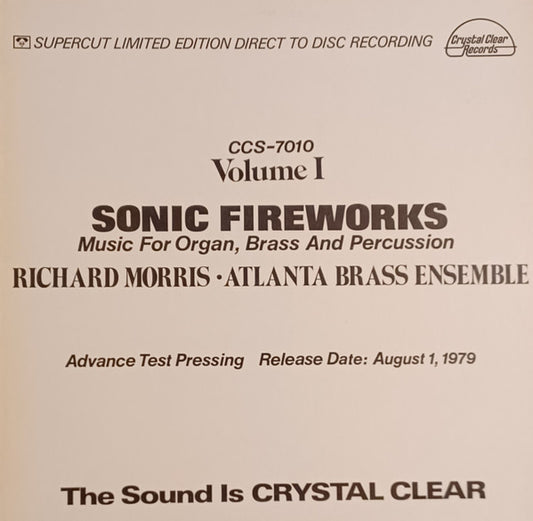 SUPERCUT LIMITED EDITION DIRECT TO DISC RECORDING
Crystal Clear
Records
CCS-7010
Volume I
SONIC FIREWORKS
Music For Organ, Brass And Percussion
RICHARD MORRIS · ATLANTA BRASS ENSEMBLE
Advance Test Pressing Release Date: August 1, 1979
The Sound Is CRYSTAL CLEAR